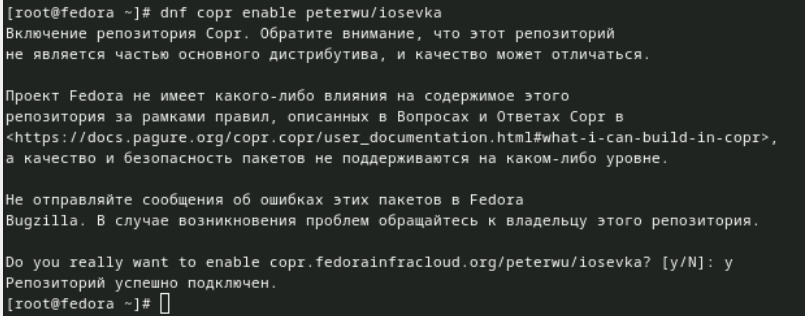 [root@fedora ~]# dnf copr enable peterwu/iosevka
Включение репозитория Copr. Обратите внимание, что этот репозиторий
не является частью основного дистрибутива, и качество может отличаться.
Проект Fedora не имеет какого-либо влияния на содержимое этого
репозитория за рамками правил, описанных в Вопросах и Ответах Copr в
<https://docs.pagure.org/copr.copr/user_documentation.html#what-i-can-build-in-copr>,
а качество и безопасность пакетов не поддерживаются на каком-либо уровне.
Не отправляйте сообщения об ошибках этих пакетов в Fedora
Bugzilla. В случае возникновения проблем обращайтесь к владельцу этого репозитория.
Do you really want to enable copr.fedorainfracloud.org/peterwu/iosevka? [y/N]: y
Репозиторий успешно подключен.
[root@fedora ~]#